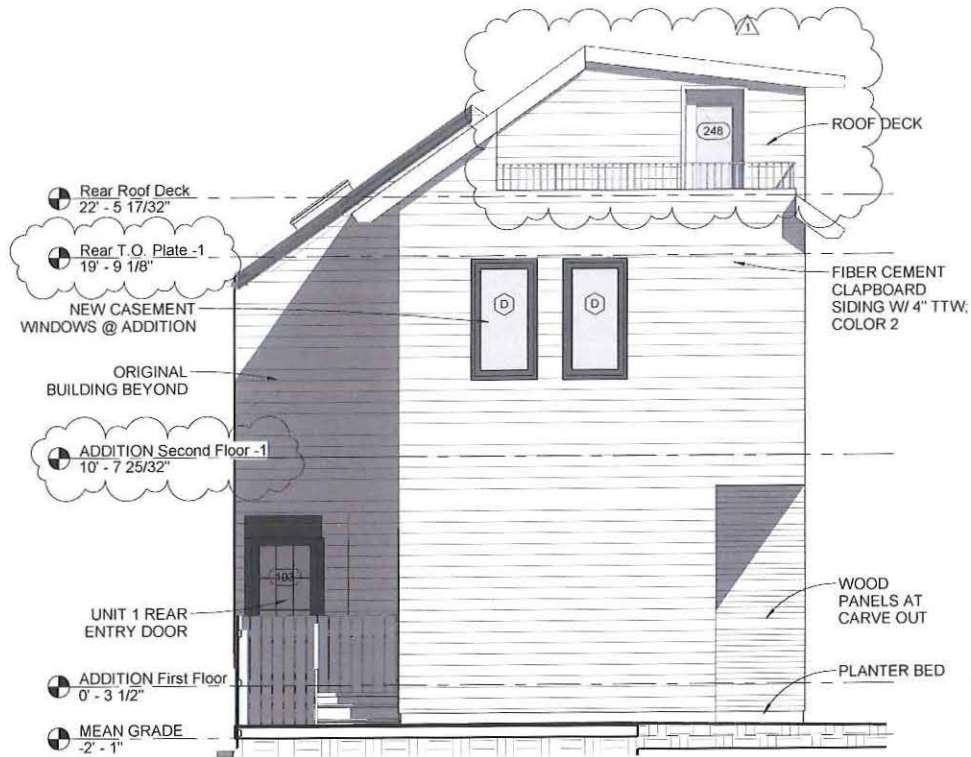 1
248
ROOF DECK
Rear Roof Deck
22' - 5 17/32"
Rear T.O. Plate -1
19' - 9 1/8"
D
D
FIBER CEMENT
CLAPBOARD
SIDING W/ 4" TTW;
COLOR 2
NEW CASEMENT
WINDOWS @ ADDITION
ORIGINAL
BUILDING BEYOND
ADDITION Second Floor -1
10' - 7 25/32"
103
WOOD
PANELS AT
CARVE OUT
UNIT 1 REAR
ENTRY DOOR
PLANTER BED
ADDITION First Floor
0' - 3 1/2"
MEAN GRADE
-2' - 1"